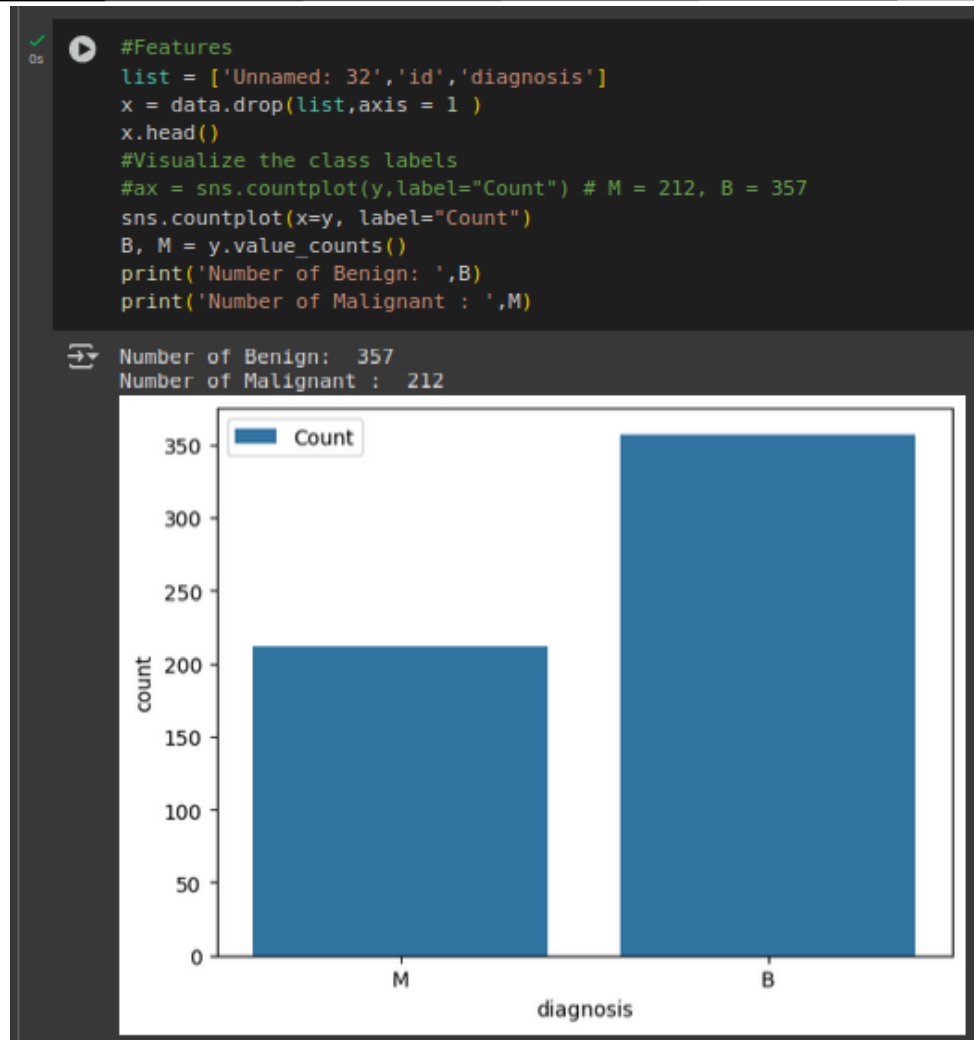 0s
#Features
list = ['Unnamed: 32','id','diagnosis']
x = data.drop(list,axis = 1 )
x.head()
#Visualize the class labels
#ax = sns.countplot(y,label="Count") # M = 212, B = 357
sns.countplot(x=y, label="Count")
B, M = y.value_counts()
print('Number of Benign: ',B)
print('Number of Malignant : ',M)
Number of Benign:  357
Number of Malignant :  212
Count
350
300
250
200
150
100
50
0
count
M B
diagnosis